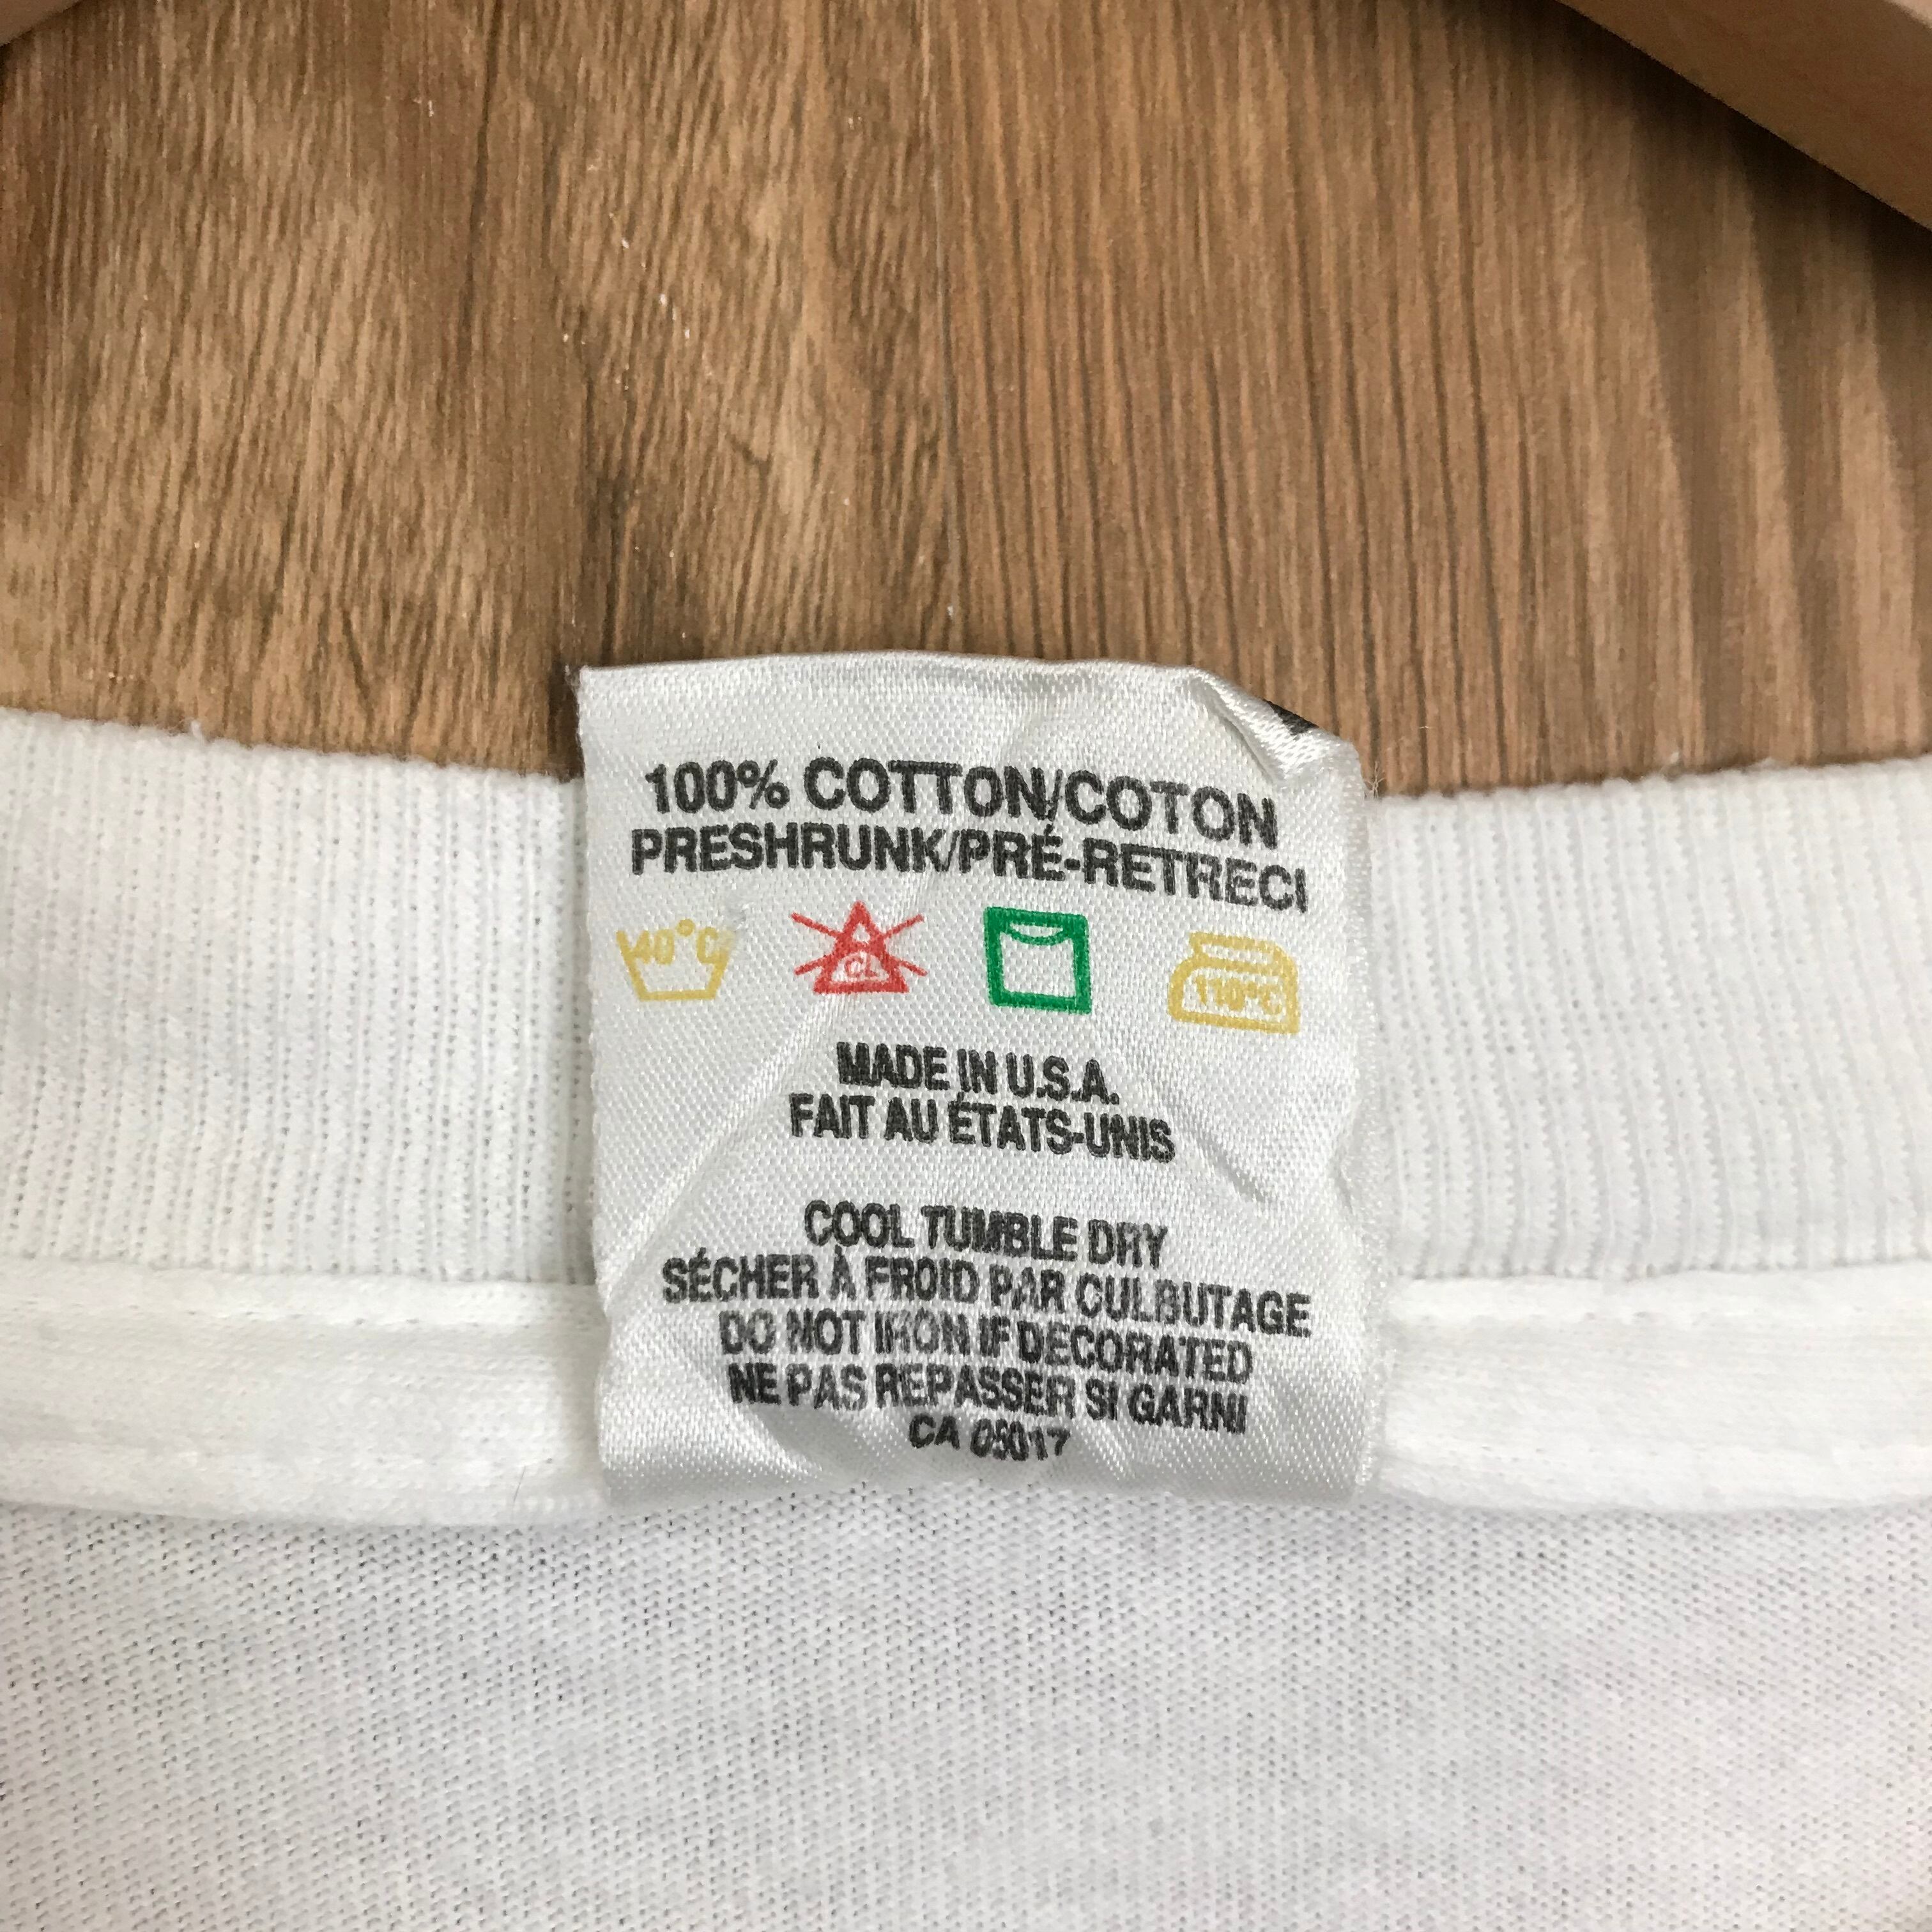 100% COTTON/COTON
PRESHRUNK/PRÉ-RETRECI
40°C CL 110°C
MADE IN U.S.A.
FAIT AU ÉTATS-UNIS
COOL TUMBLE DRY
SÉCHER À FROID PAR CULBUTAGE
DO NOT IRON IF DECORATED
NE PAS REPASSER SI GARNI
CA 05017